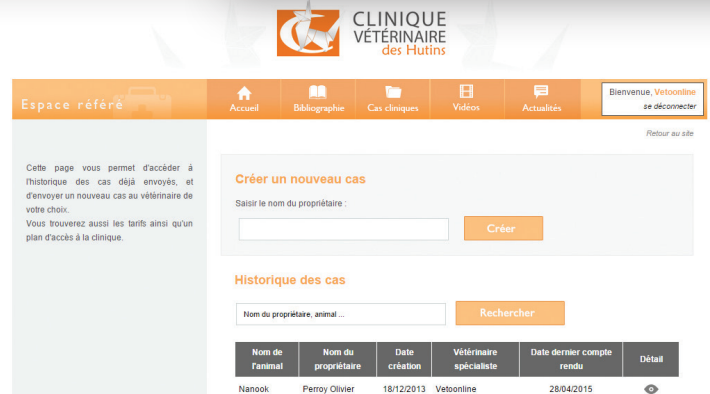 CLINIQUE
VÉTÉRINAIRE
des Hutins
Espace référé
Accueil
Bibliographie
Cas cliniques
Vidéos
Actualités
Bienvenue, Vetoonline
se déconnecter
Retour au site
Cette page vous permet d'accéder à
l'historique des cas déjà envoyés, et
d'envoyer un nouveau cas au vétérinaire de
votre choix.
Vous trouverez aussi les tarifs ainsi qu'un
plan d'accès à la clinique.
Créer un nouveau cas
Saisir le nom du propriétaire :
Créer
Historique des cas
Nom du propriétaire, animal ...
Rechercher
Nom de l'animal
Nom du propriétaire
Date création
Vétérinaire spécialiste
Date dernier compte rendu
Détail
Nanook Perroy Olivier 18/12/2013 Vetoonline 28/04/2015